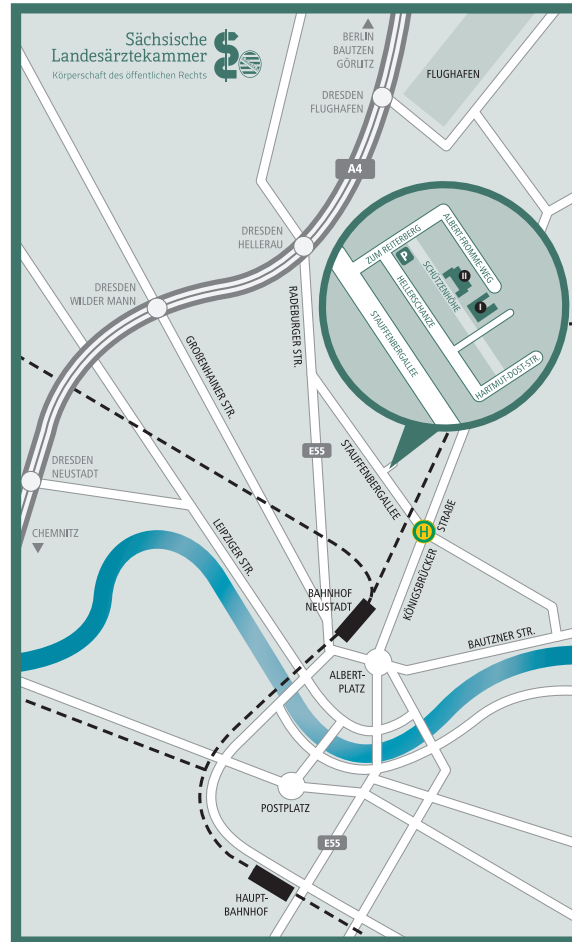 Sächsische
Landesärztekammer
Körperschaft des öffentlichen Rechts
BERLIN
BAUTZEN
GÖRLITZ
FLUGHAFEN
DRESDEN
FLUGHAFEN
A4
DRESDEN
HELLERAU
ZUM REITERBERG
ALBERT-FROMME-WEG
P
II
I
SCHÜTZENHÖHE
HELLERSCHANZE
STAUFFENBERGALLEE
HARTMUT-DOST-STR.
DRESDEN
WILDER MANN
RADEBURGER STR.
GROßENHAINER STR.
E55
STAUFFENBERGALLEE
DRESDEN
NEUSTADT
CHEMNITZ
LEIPZIGER STR.
H
KÖNIGSBRÜCKER
STRAßE
BAHNHOF
NEUSTADT
BAUTZNER STR.
ALBERT-
PLATZ
POSTPLATZ
E55
HAUPT-
BAHNHOF